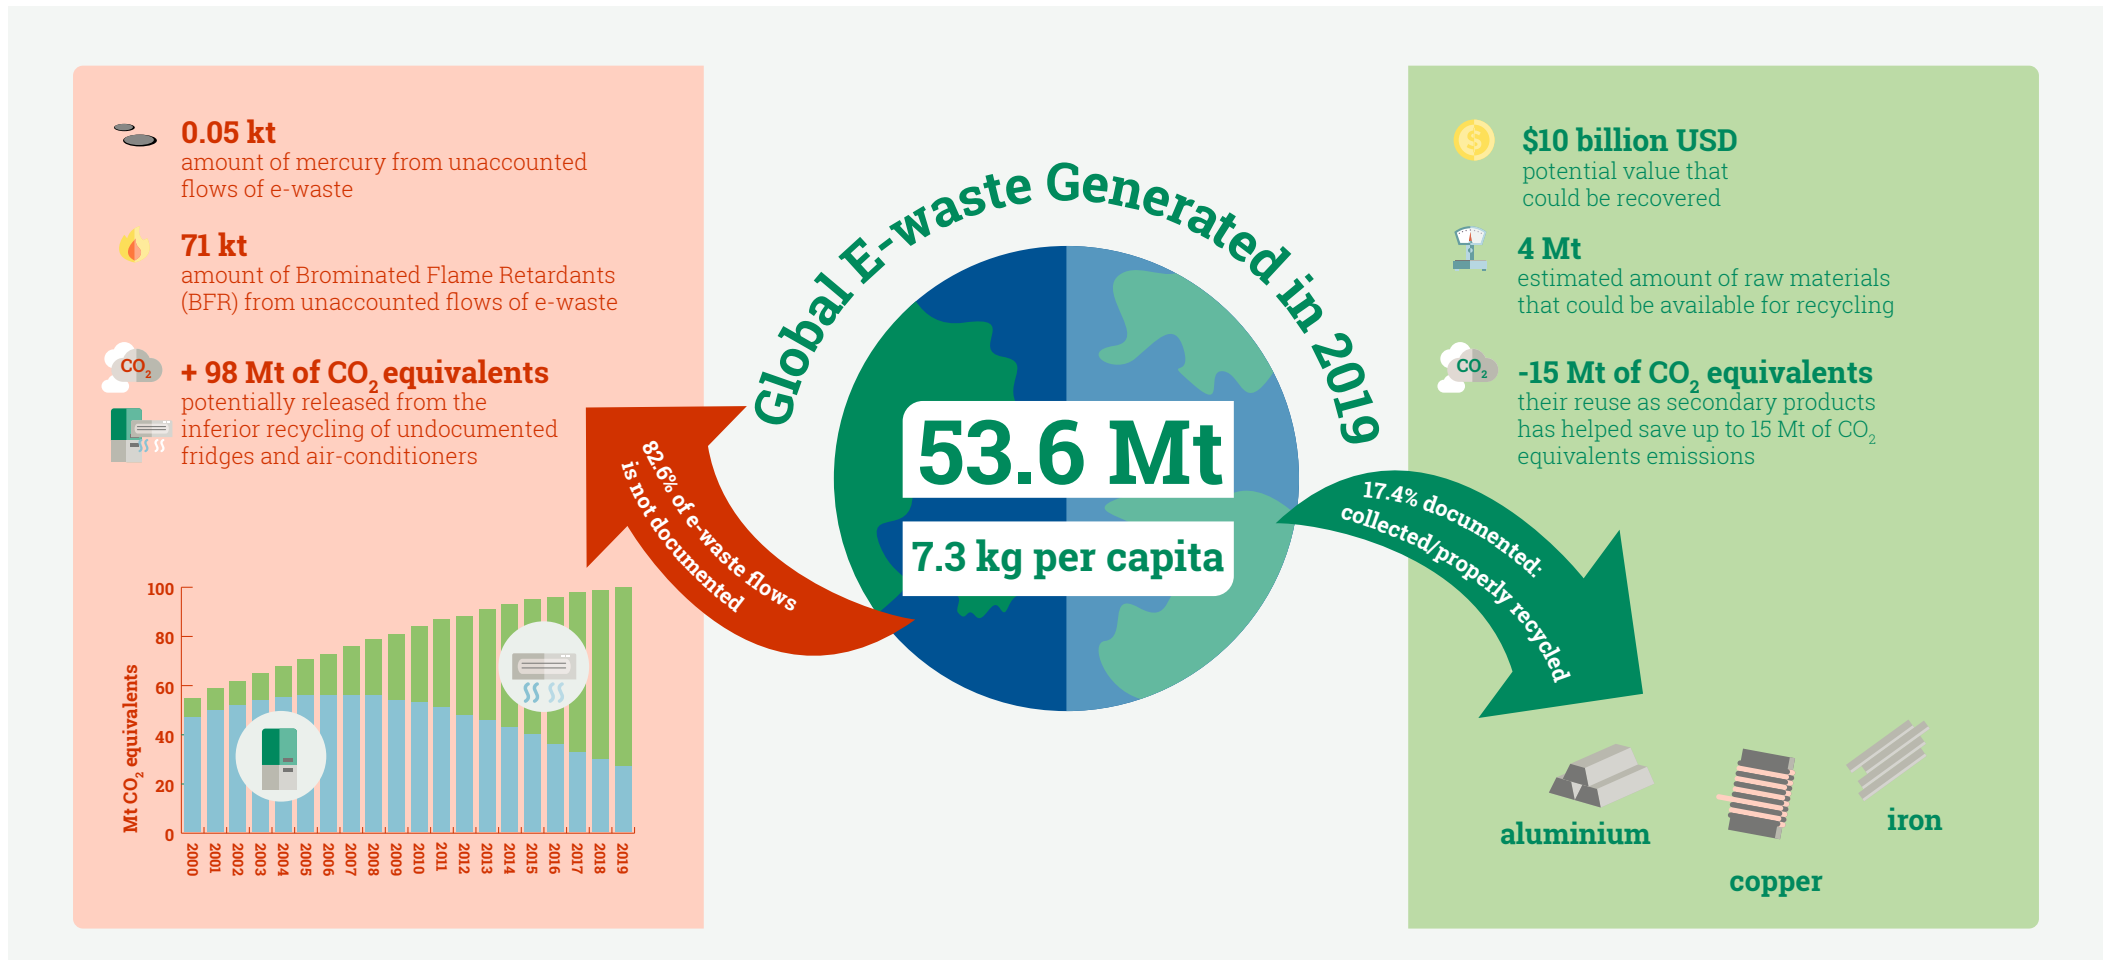 Global E-waste Generated in 2019
53.6 Mt
7.3 kg per capita
0.05 kt
amount of mercury from unaccounted
flows of e-waste
71 kt
amount of Brominated Flame Retardants
(BFR) from unaccounted flows of e-waste
CO₂
+ 98 Mt of CO₂ equivalents
potentially released from the
inferior recycling of undocumented
fridges and air-conditioners
82.6% of e-waste flows
is not documented
Mt CO₂ equivalents
100
80
60
40
20
0
2000
2001
2002
2003
2004
2005
2006
2007
2008
2009
2010
2011
2012
2013
2014
2015
2016
2017
2018
2019
$
$10 billion USD
potential value that
could be recovered
4 Mt
estimated amount of raw materials
that could be available for recycling
CO₂
-15 Mt of CO₂ equivalents
their reuse as secondary products
has helped save up to 15 Mt of CO₂
equivalents emissions
17.4% documented:
collected/properly recycled
aluminium
copper
iron